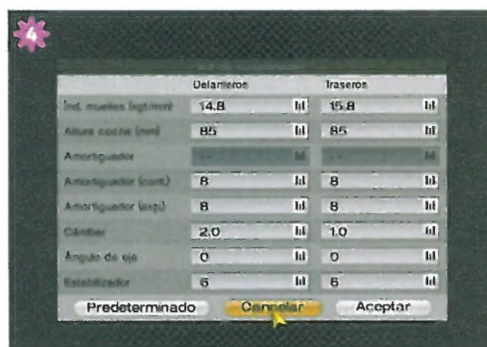 4
Delanteros Traseros
Ind. muelles (kgf/mm) 14.8 15.8
Altura coche (mm) 85 85
Amortiguador -- --
Amortiguador (cont.) 8 8
Amortiguador (exp.) 8 8
Cámber 2.0 1.0
Ángulo de eje 0 0
Estabilizador 6 6
Predeterminado Cancelar Aceptar